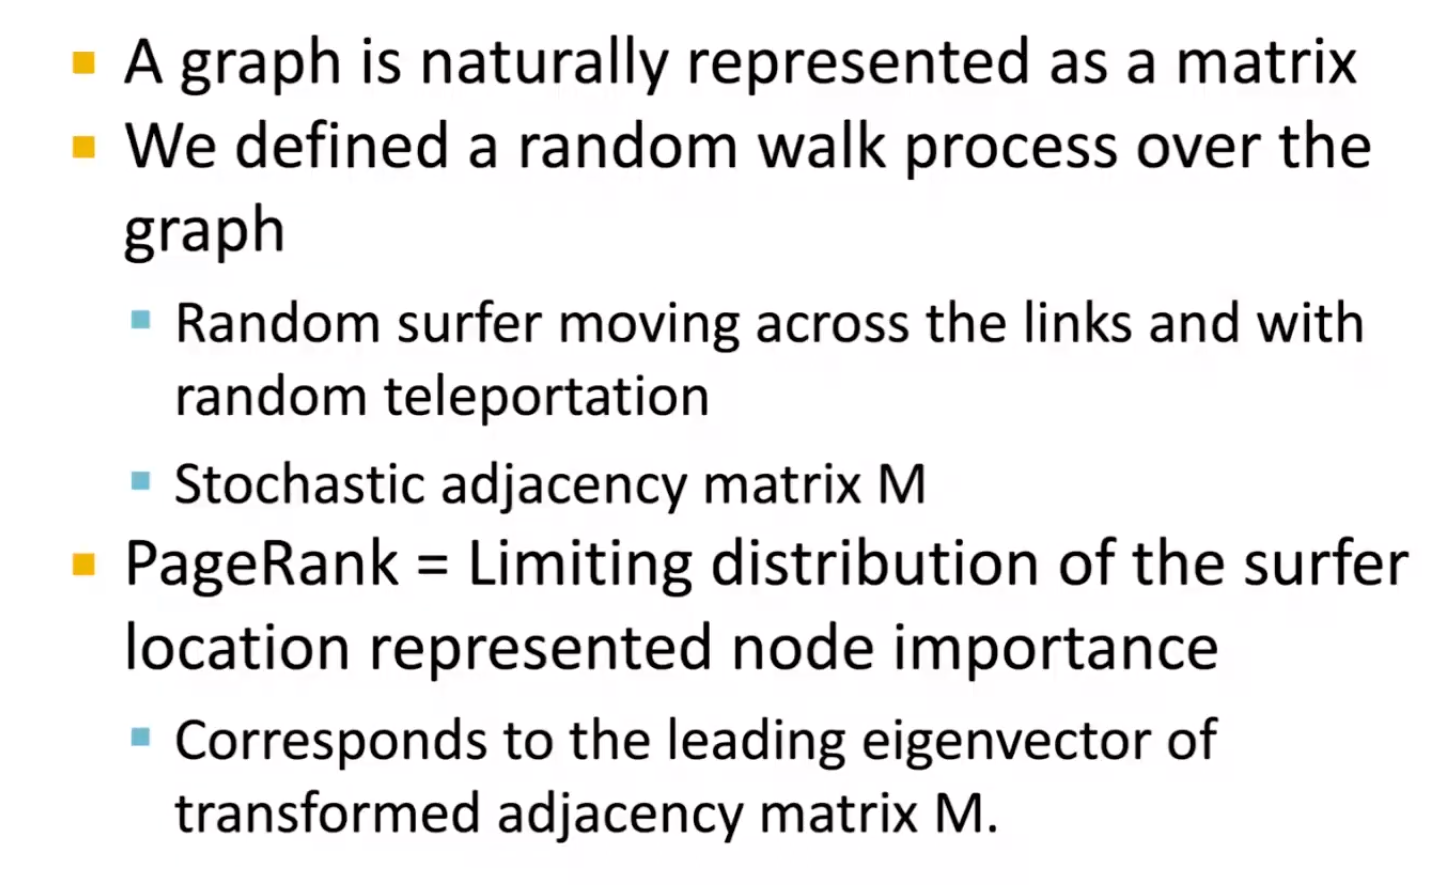 A graph is naturally represented as a matrix
We defined a random walk process over the
graph
Random surfer moving across the links and with
random teleportation
Stochastic adjacency matrix M
PageRank = Limiting distribution of the surfer
location represented node importance
Corresponds to the leading eigenvector of
transformed adjacency matrix M.